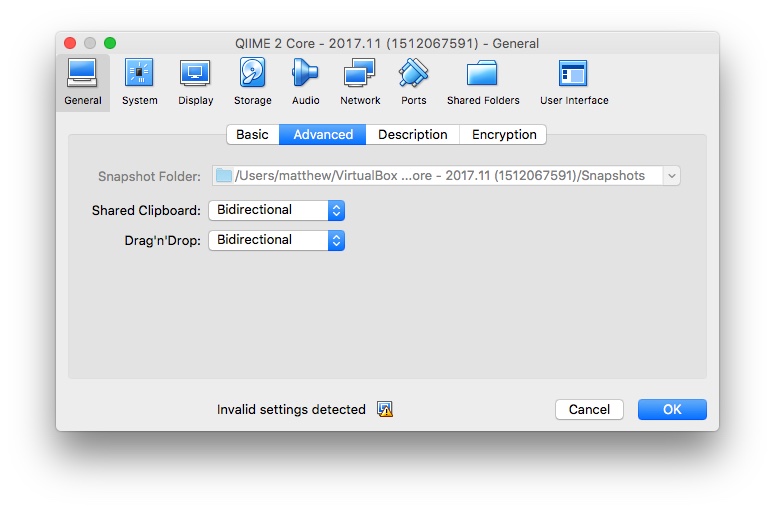 QIIME 2 Core - 2017.11 (1512067591) - General
General System Display Storage Audio Network Ports Shared Folders User Interface
Basic Advanced Description Encryption
Snapshot Folder: /Users/matthew/VirtualBox ...ore - 2017.11 (1512067591)/Snapshots
Shared Clipboard: Bidirectional
Drag'n'Drop: Bidirectional
Invalid settings detected Cancel OK